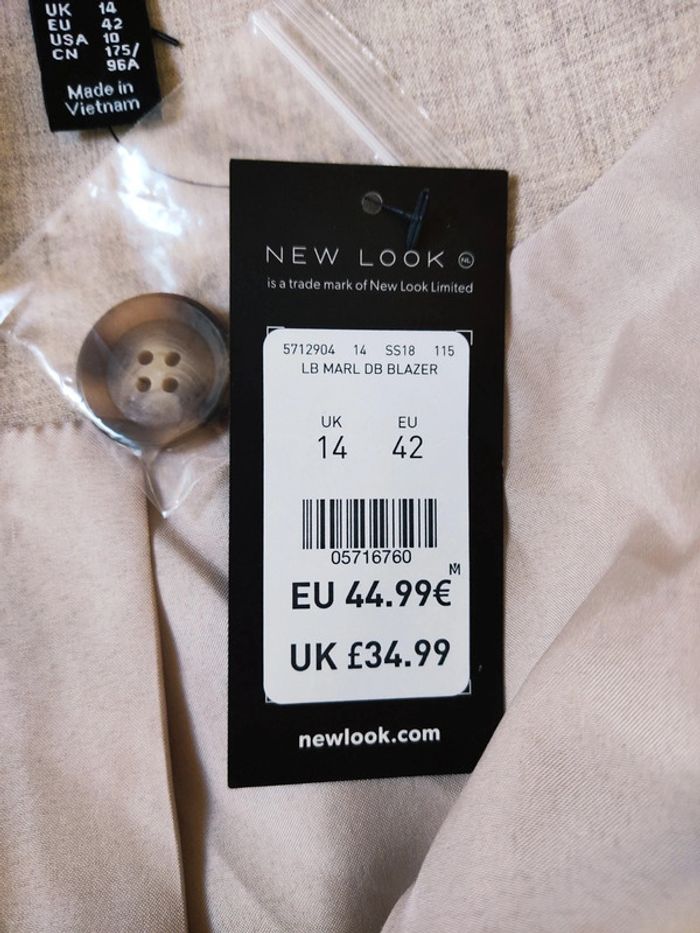 UK 14
EU 42
USA 10
CN 175/
96A
Made in
Vietnam
NEW LOOK NL
is a trade mark of New Look Limited
5712904 14 SS18 115
LB MARL DB BLAZER
UK EU
14 42
05716760
M
EU 44.99€
UK £34.99
newlook.com